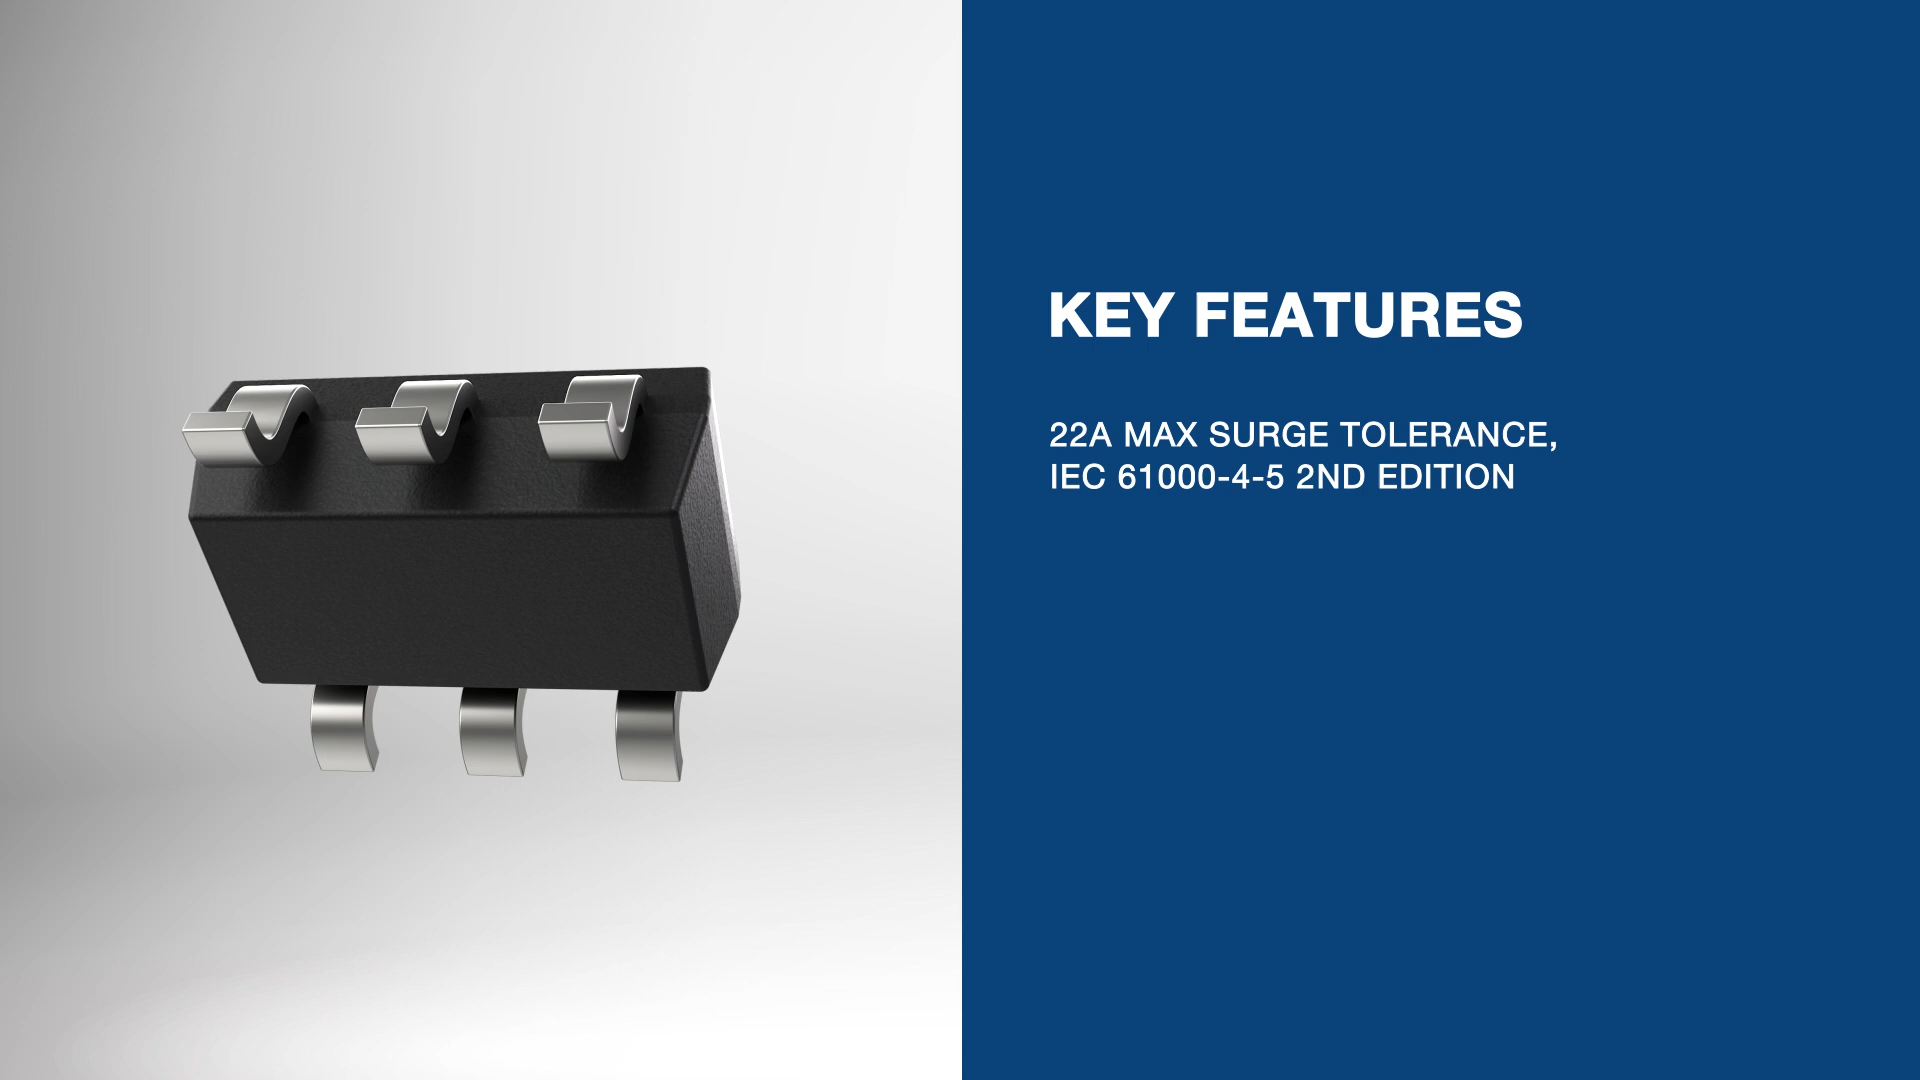 KEY FEATURES
22A MAX SURGE TOLERANCE,
IEC 61000-4-5 2ND EDITION